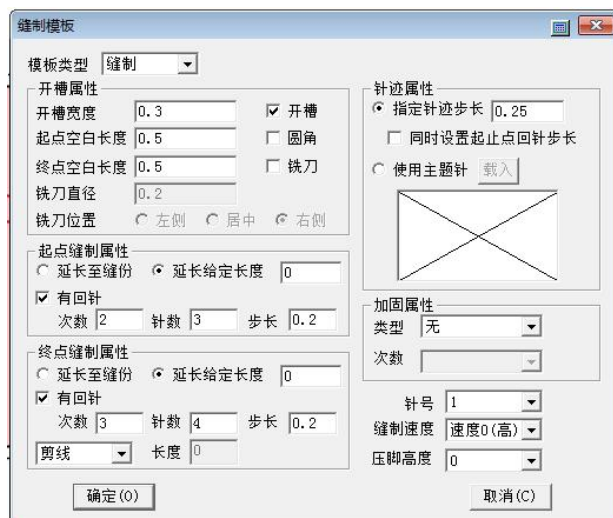 缝制模板
模板类型 缝制
开槽属性
开槽宽度 0.3 开槽
起点空白长度 0.5 圆角
终点空白长度 0.5 铣刀
铣刀直径 0.2
铣刀位置 左侧 居中 右侧
起点缝制属性
延长至缝份 延长给定长度 0
有回针
次数 2 针数 3 步长 0.2
终点缝制属性
延长至缝份 延长给定长度 0
有回针
次数 3 针数 4 步长 0.2
剪线 长度 0
确定(O)
针迹属性
指定针迹步长 0.25
同时设置起止点回针步长
使用主题针 载入
加固属性
类型 无
次数
针号 1
缝制速度 速度0(高)
压脚高度 0
取消(C)